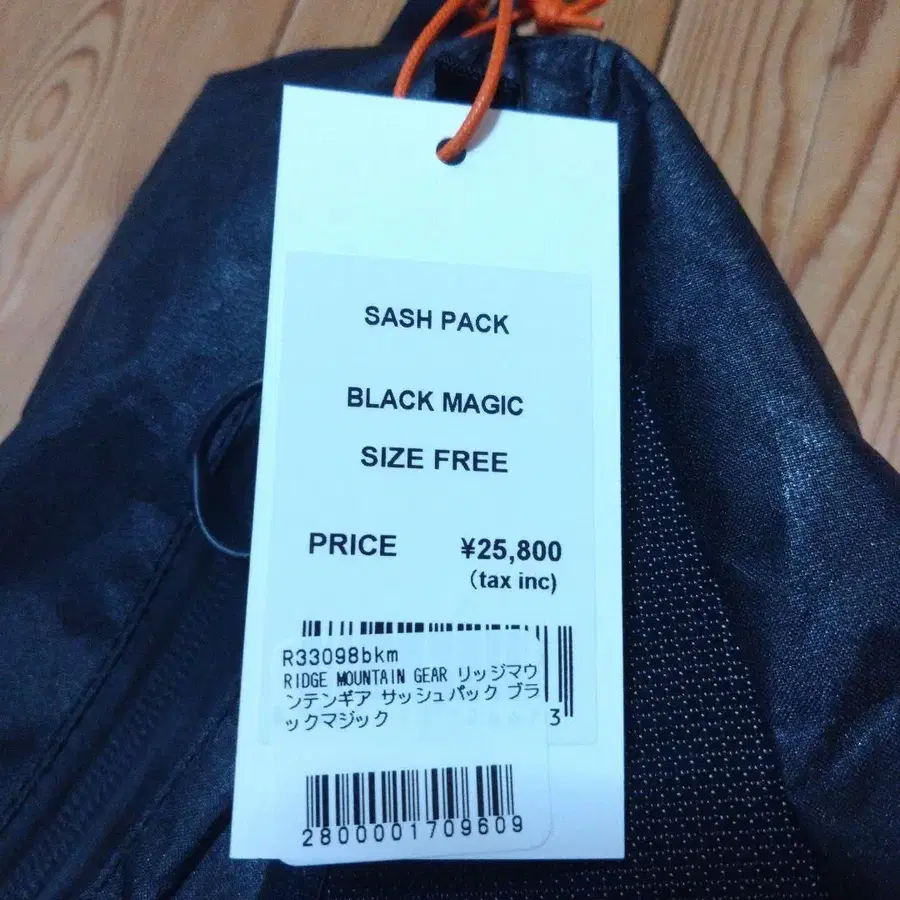 SASH PACK
BLACK MAGIC
SIZE FREE
PRICE ¥25,800
(tax inc)
3
R33098bkm
RIDGE MOUNTAIN GEAR リッジマウ
ンテンギア サッシュパック ブラ
ックマジック
2800001709609